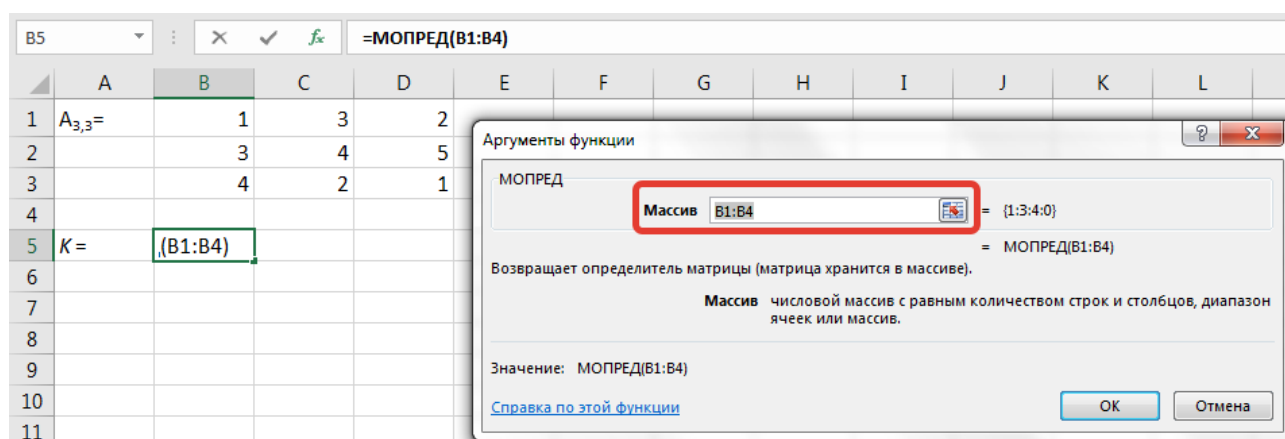 B5 =МОПРЕД(B1:B4)
A B C D E F G H I J K L
1 A3,3= 1 3 2
2 3 4 5
3 4 2 1
4
5 K = (B1:B4)
6
7
8
9
10
11
Аргументы функции
МОПРЕД
Массив B1:B4 = {1:3:4:0}
= МОПРЕД(B1:B4)
Возвращает определитель матрицы (матрица хранится в массиве).
Массив числовой массив с равным количеством строк и столбцов, диапазон
ячеек или массив.
Значение: МОПРЕД(B1:B4)
Справка по этой функции
ОК Отмена